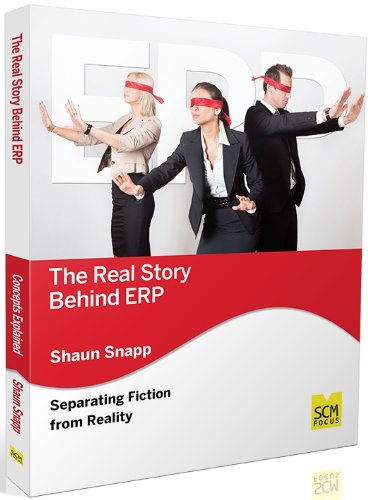 The Real Story Behind ERP
Concepts Explained
Shaun Snapp
SCM
ERP
The Real Story
Behind ERP
Shaun Snapp
Separating Fiction
from Reality
SCM
FOCUS